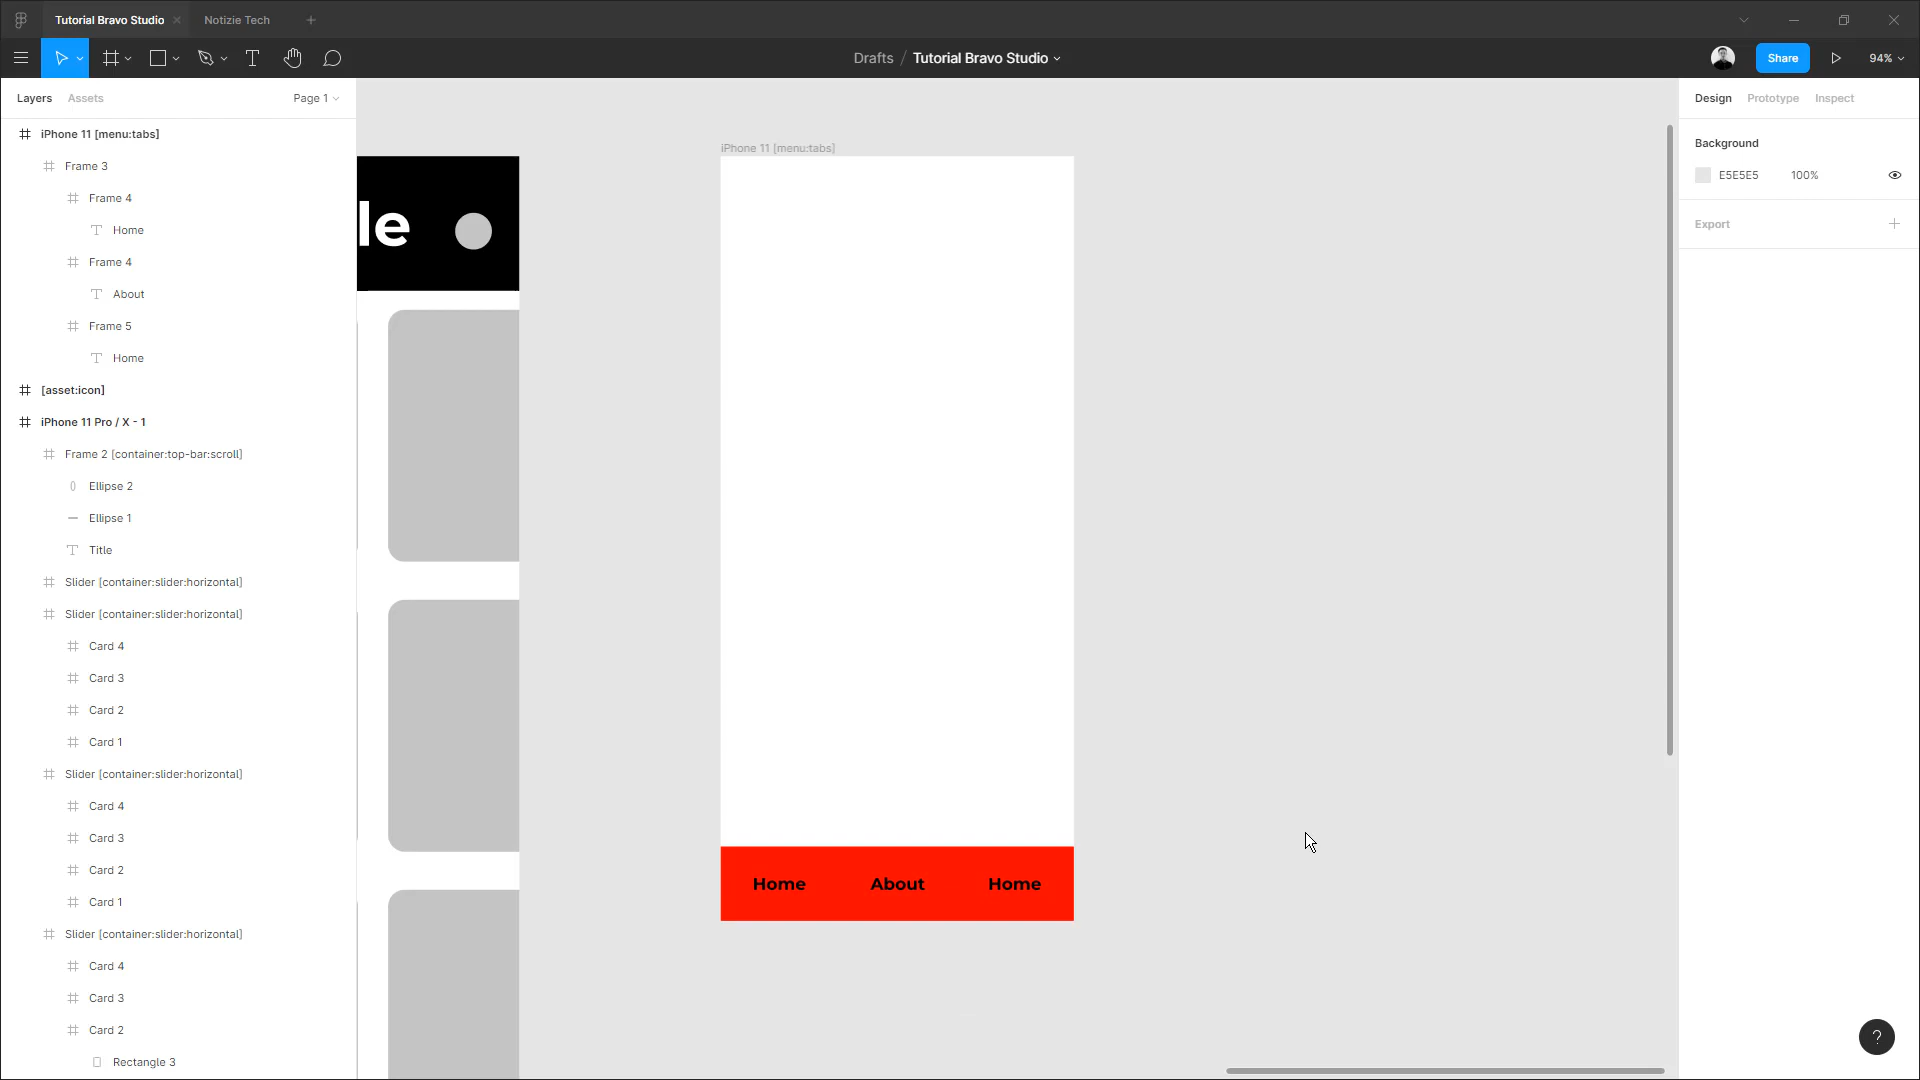 Tutorial Bravo Studio
Notizie Tech
Drafts / Tutorial Bravo Studio
Share
94%
Layers
Assets
Page 1
Design
Prototype
Inspect
iPhone 11 [menu:tabs]
Frame 3
Frame 4
Home
Frame 4
About
Frame 5
Home
[asset:icon]
iPhone 11 Pro / X - 1
Frame 2 [container:top-bar:scroll]
Ellipse 2
Ellipse 1
Title
Slider [container:slider:horizontal]
Slider [container:slider:horizontal]
Card 4
Card 3
Card 2
Card 1
Slider [container:slider:horizontal]
Card 4
Card 3
Card 2
Card 1
Slider [container:slider:horizontal]
Card 4
Card 3
Card 2
Rectangle 3
le
iPhone 11 [menu:tabs]
Home About Home
Background
E5E5E5 100%
Export
?